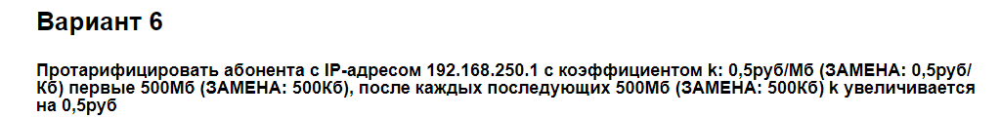 Вариант 6
Протарифицировать абонента с IP-адресом 192.168.250.1 с коэффициентом k: 0,5руб/Мб (ЗАМЕНА: 0,5руб/
Кб) первые 500Мб (ЗАМЕНА: 500Кб), после каждых последующих 500Мб (ЗАМЕНА: 500Кб) k увеличивается
на 0,5руб